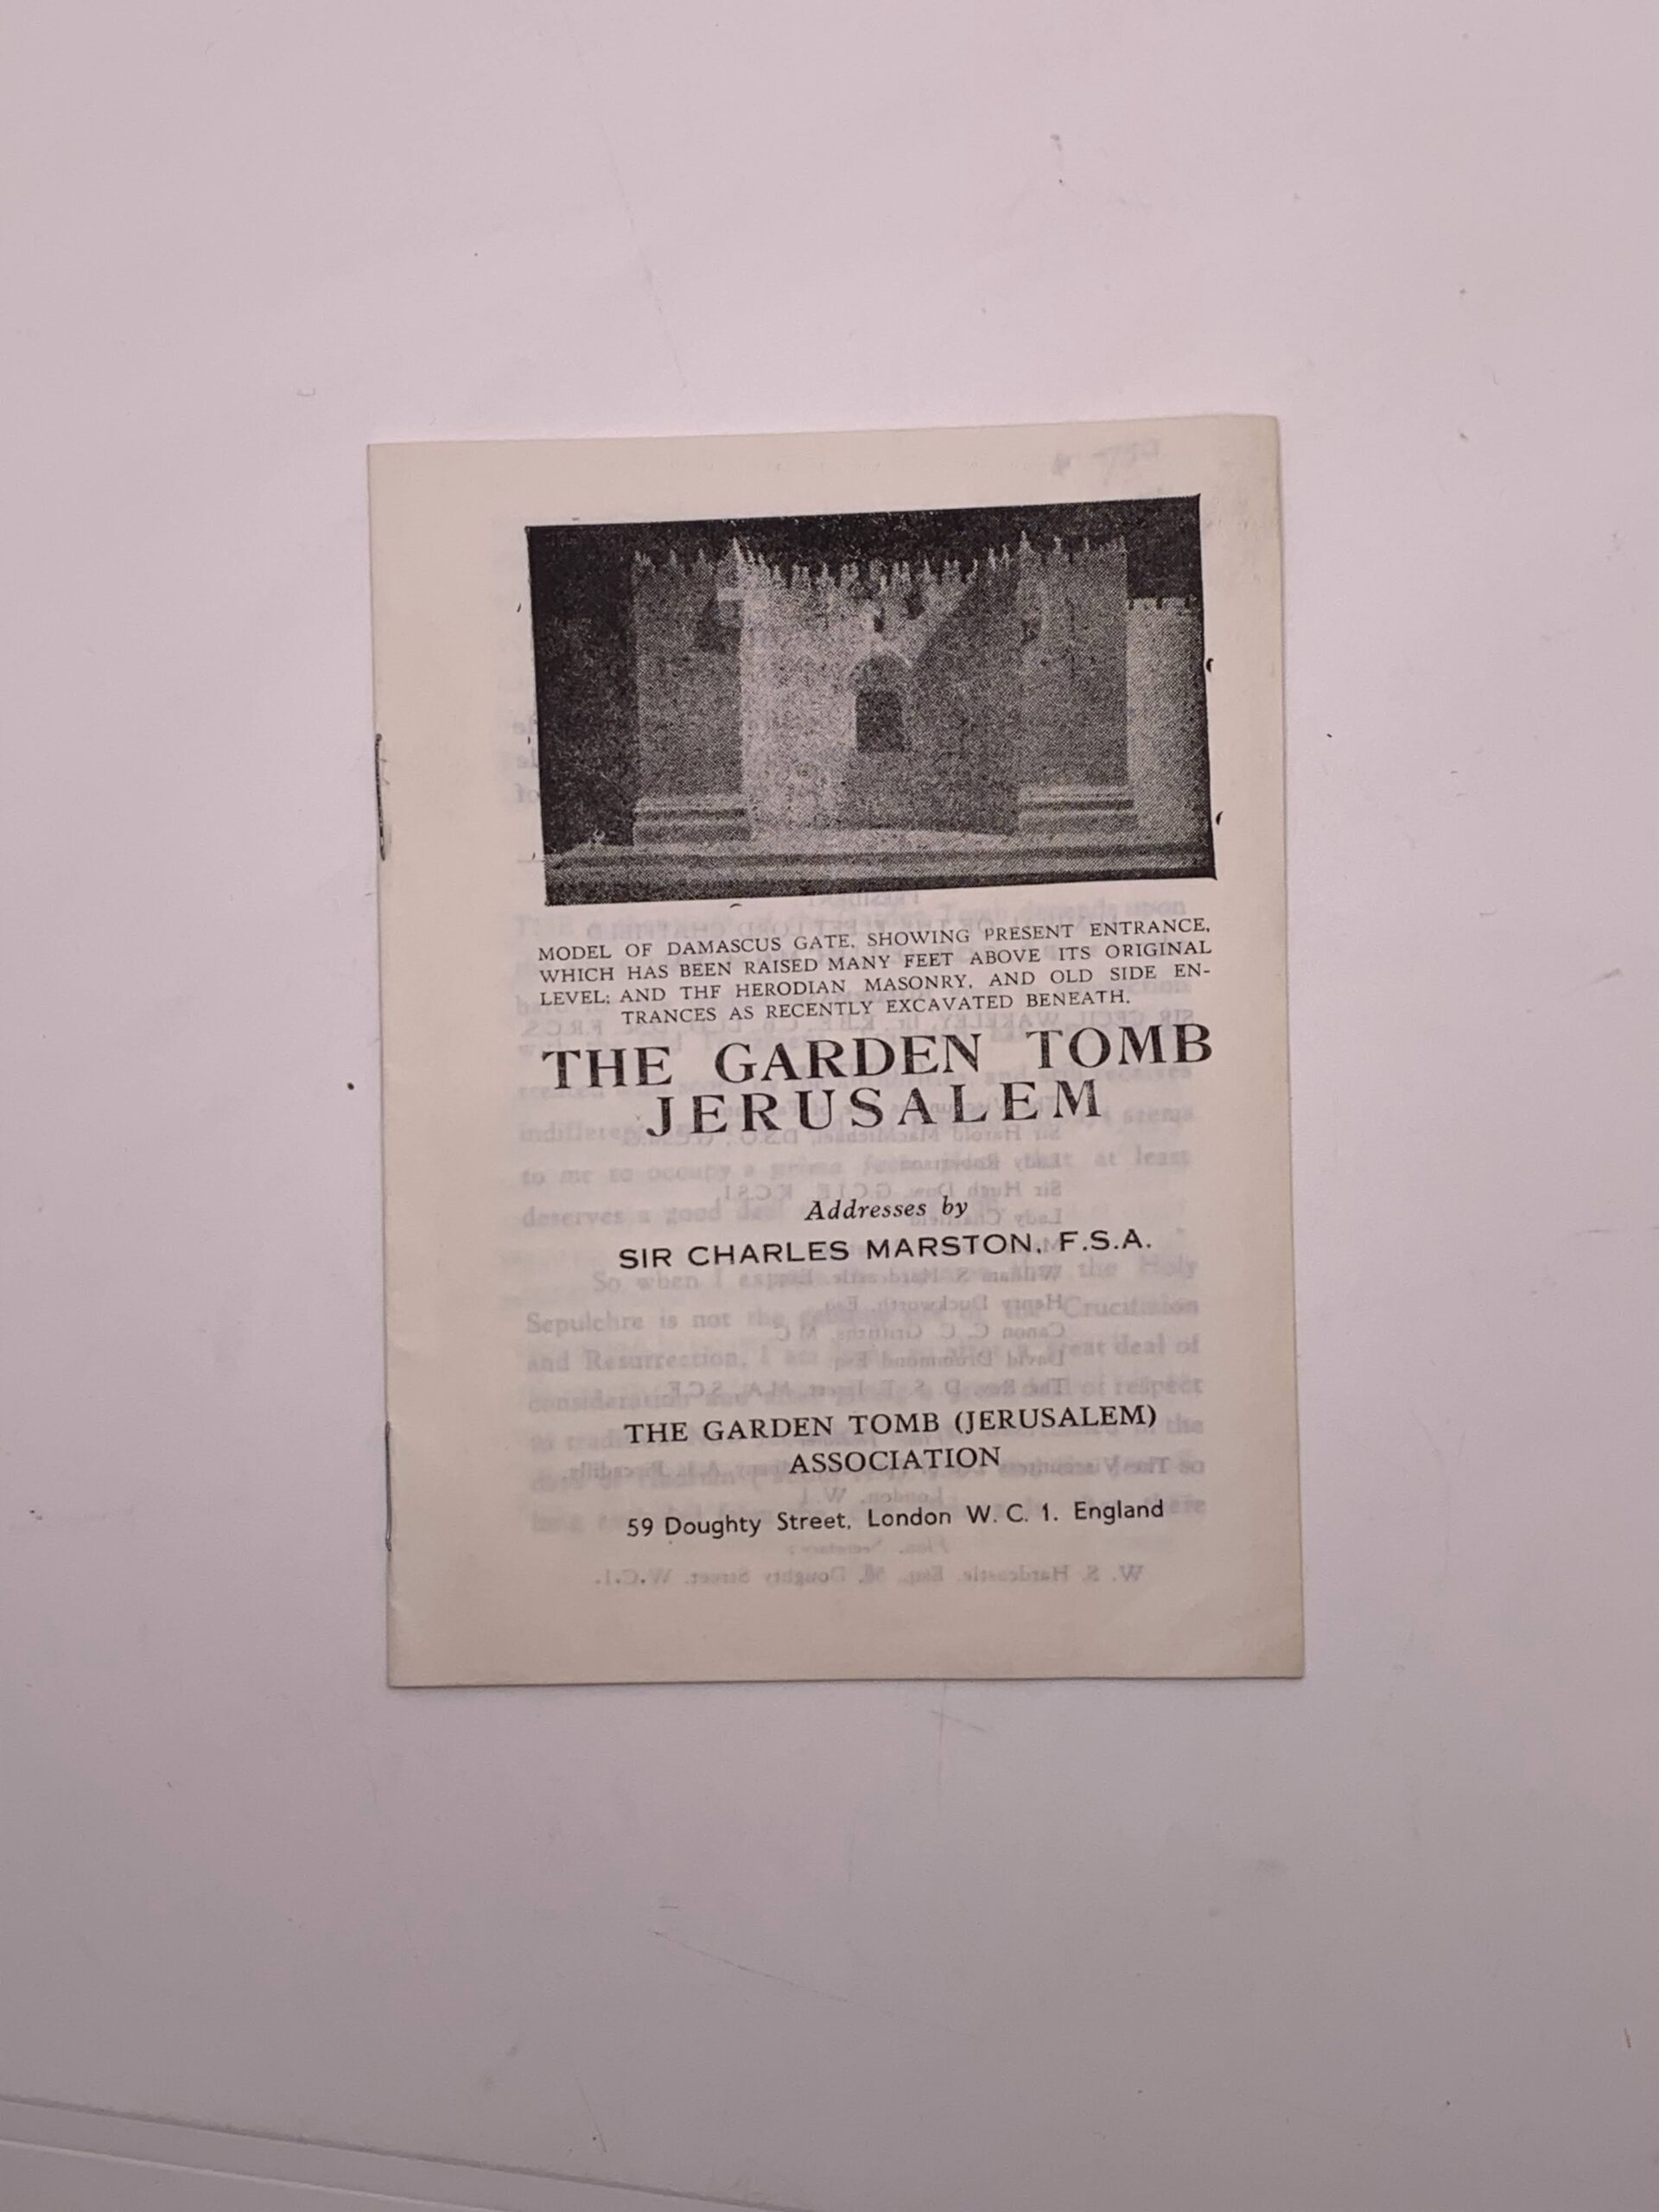 MODEL OF DAMASCUS GATE, SHOWING PRESENT ENTRANCE,
WHICH HAS BEEN RAISED MANY FEET ABOVE ITS ORIGINAL
LEVEL; AND THF HERODIAN MASONRY, AND OLD SIDE EN-
TRANCES AS RECENTLY EXCAVATED BENEATH.
THE GARDEN TOMB
JERUSALEM
Addresses by
SIR CHARLES MARSTON, F.S.A.
THE GARDEN TOMB (JERUSALEM)
ASSOCIATION
59 Doughty Street, London W. C. 1. England